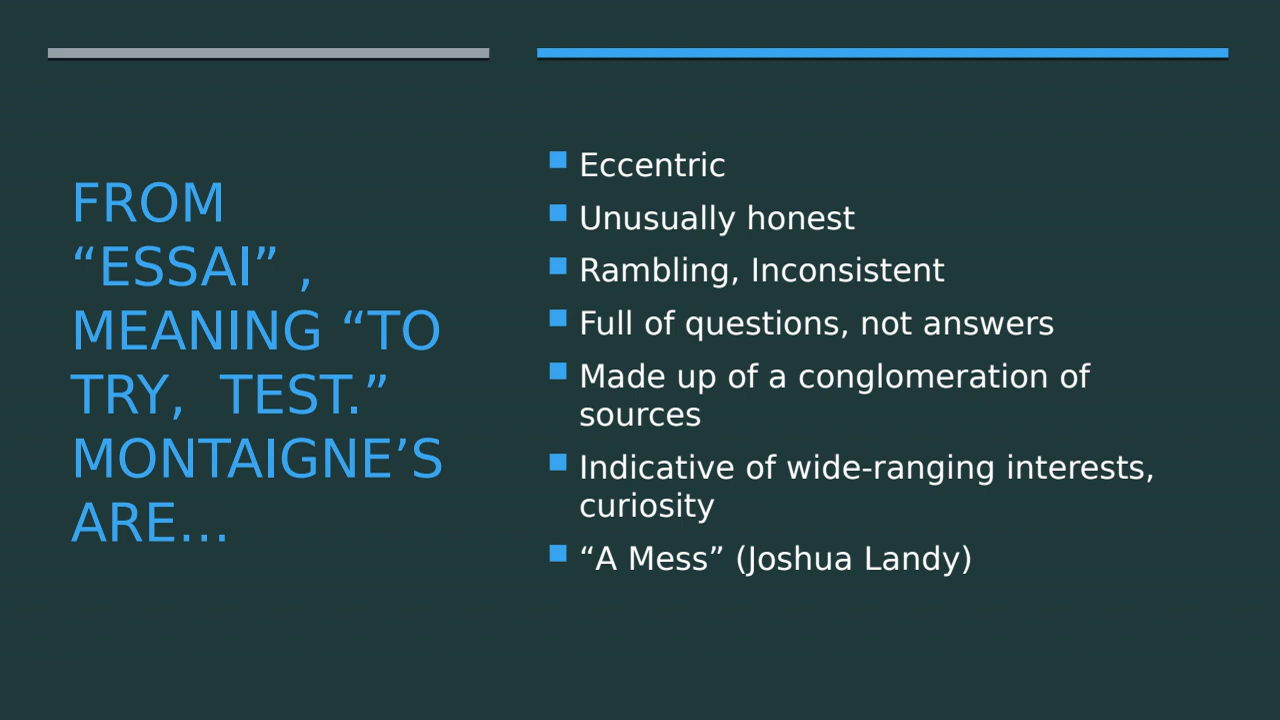 FROM
“ESSAI” ,
MEANING “TO
TRY,  TEST.”
MONTAIGNE’S
ARE…
Eccentric
Unusually honest
Rambling, Inconsistent
Full of questions, not answers
Made up of a conglomeration of
sources
Indicative of wide-ranging interests,
curiosity
“A Mess” (Joshua Landy)